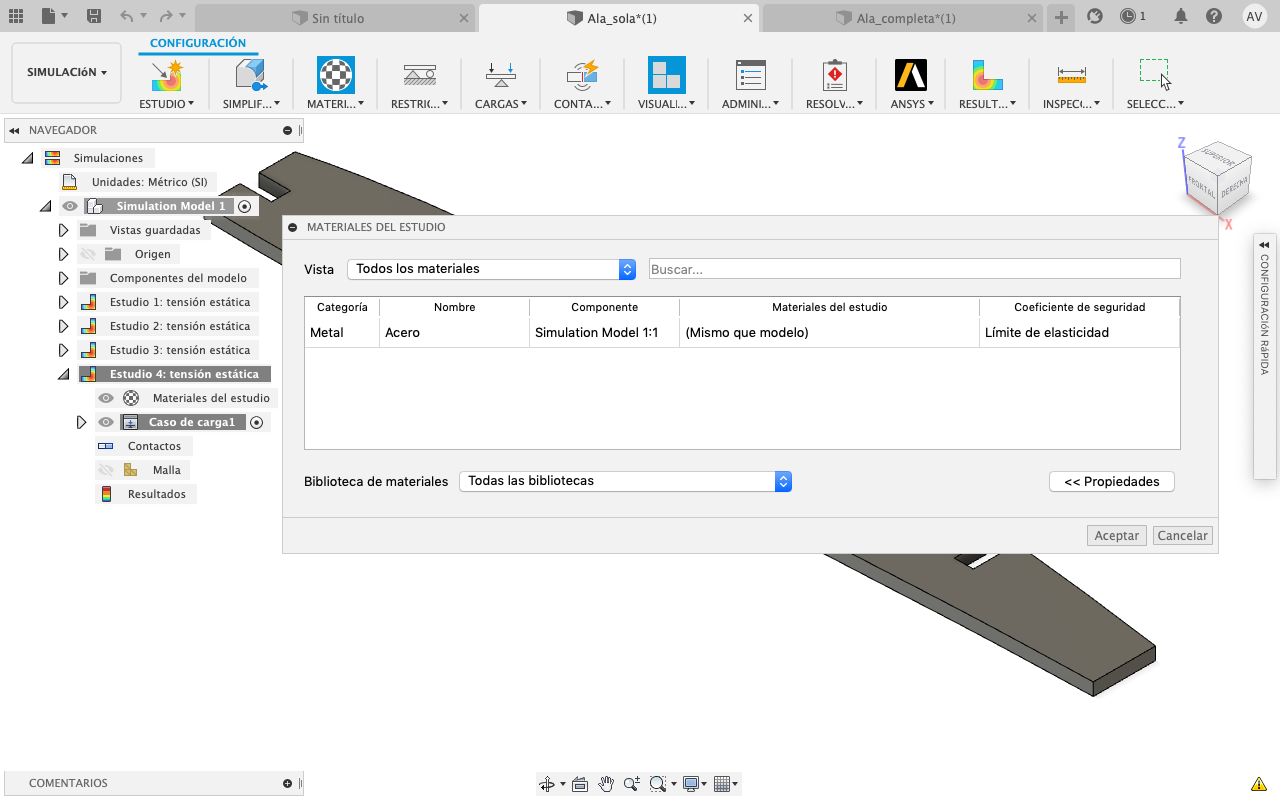 Sin título
Ala_sola*(1)
Ala_completa*(1)
1
AV
SIMULACIÓN
CONFIGURACIÓN
ESTUDIO
SIMPLIF...
MATERI...
RESTRIC...
CARGAS
CONTA...
VISUALI...
ADMINI...
RESOLV...
ANSYS
RESULT...
INSPECI...
SELECC...
NAVEGADOR
Simulaciones
Unidades: Métrico (SI)
Simulation Model 1
Vistas guardadas
Origen
Componentes del modelo
Estudio 1: tensión estática
Estudio 2: tensión estática
Estudio 3: tensión estática
Estudio 4: tensión estática
Materiales del estudio
Caso de carga1
Contactos
Malla
Resultados
MATERIALES DEL ESTUDIO
Vista
Todos los materiales
Buscar...
Categoría Nombre Componente Materiales del estudio Coeficiente de seguridad
Metal Acero Simulation Model 1:1 (Mismo que modelo) Límite de elasticidad
Biblioteca de materiales
Todas las bibliotecas
<< Propiedades
Aceptar
Cancelar
Z
SUPERIOR
FRONTAL
DERECHA
X
CONFIGURACIÓN RÁPIDA
COMENTARIOS